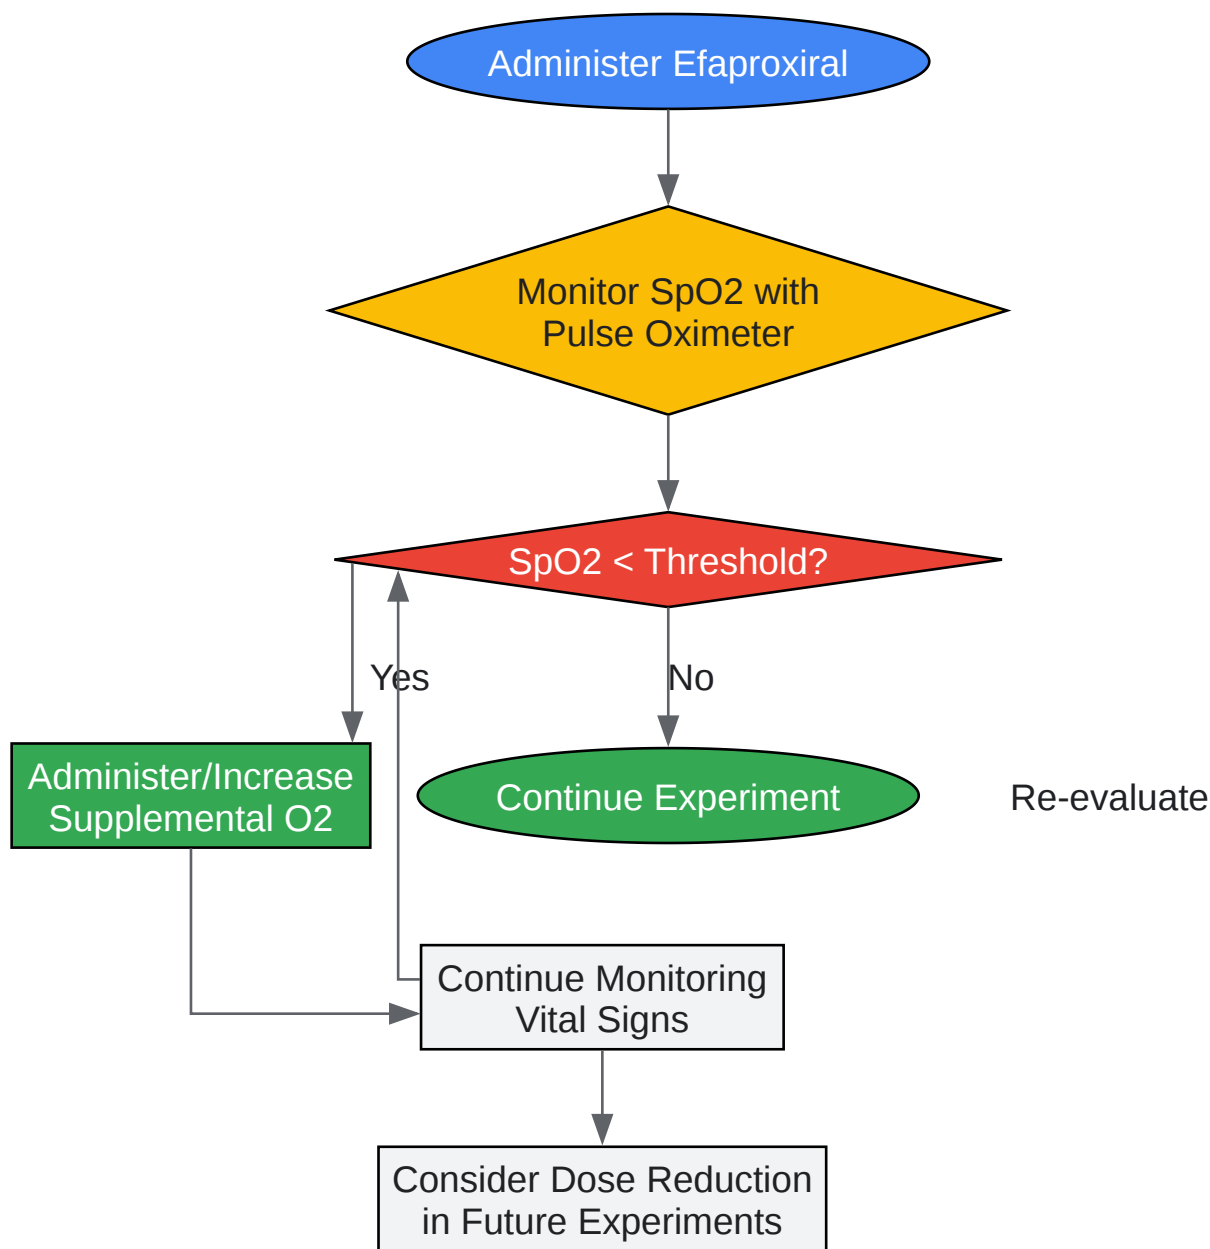 Administer Efaproxiral
Monitor SpO2 with
Pulse Oximeter
SpO2 < Threshold?
Yes
No
Administer/Increase
Supplemental O2
Continue Experiment
Re-evaluate
Continue Monitoring
Vital Signs
Consider Dose Reduction
in Future Experiments